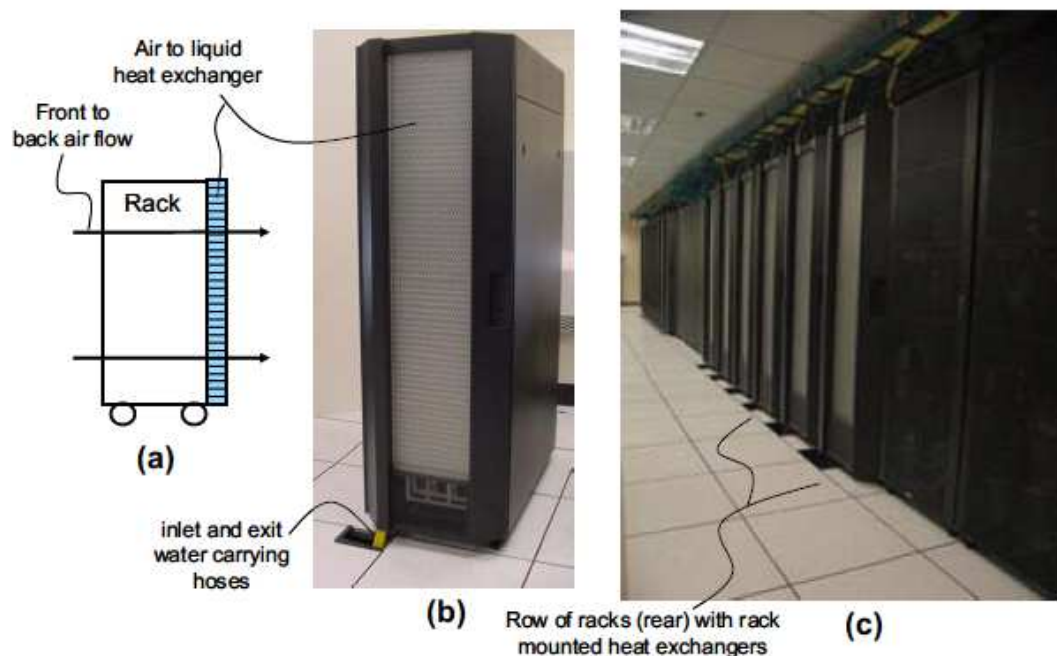 Air to liquid
heat exchanger
Front to
back air flow
Rack
(a)
inlet and exit
water carrying
hoses
(b)
Row of racks (rear) with rack
mounted heat exchangers
(c)